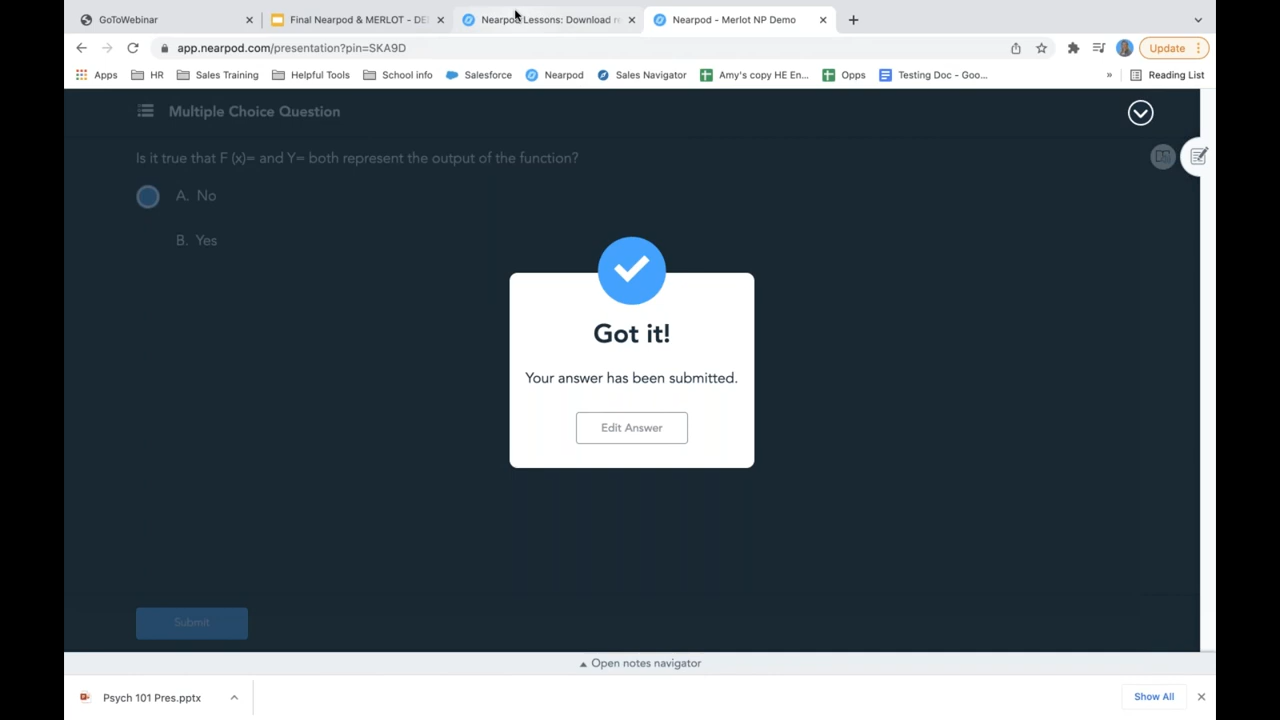 GoToWebinar
Final Nearpod & MERLOT - DE
Nearpod Lessons: Download re
Nearpod - Merlot NP Demo
app.nearpod.com/presentation?pin=SKA9D
Update
Apps HR Sales Training Helpful Tools School info Salesforce Nearpod Sales Navigator Amy's copy HE En... Opps Testing Doc - Goo... » Reading List
Multiple Choice Question
Is it true that F (x)= and Y= both represent the output of the function?
A. No
B. Yes
Got it!
Your answer has been submitted.
Edit Answer
Submit
Open notes navigator
Psych 101 Pres.pptx
Show All